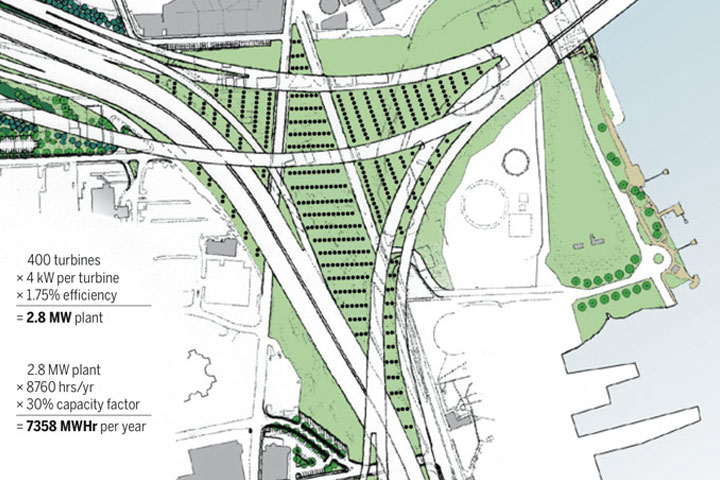 400 turbines
× 4 kW per turbine
× 1.75% efficiency
= 2.8 MW plant
2.8 MW plant
× 8760 hrs/yr
× 30% capacity factor
= 7358 MWHr per year